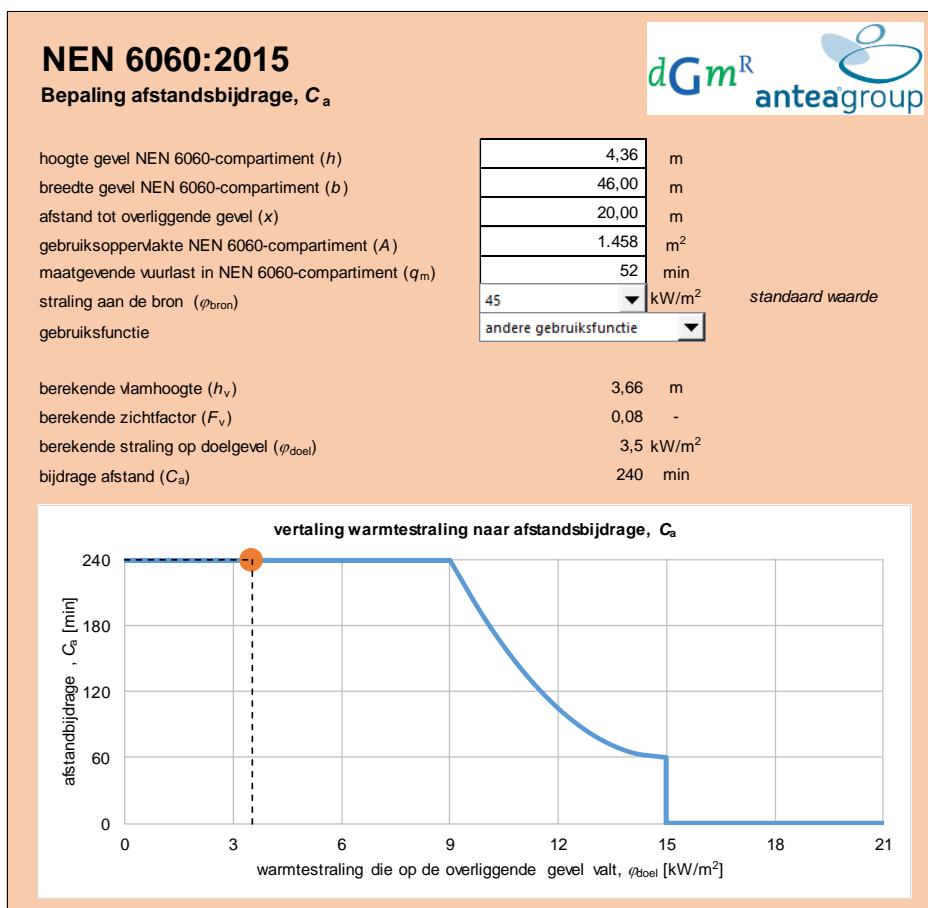 NEN 6060:2015
Bepaling afstandsbijdrage, Cₐ
dGmR
anteagroup
hoogte gevel NEN 6060-compartiment (h) 4,36 m
breedte gevel NEN 6060-compartiment (b) 46,00 m
afstand tot overliggende gevel (x) 20,00 m
gebruiksoppervlakte NEN 6060-compartiment (A) 1.458 m²
maatgevende vuurlast in NEN 6060-compartiment (qₘ) 52 min
straling aan de bron (φbron) 45 kW/m² standaard waarde
gebruiksfunctie andere gebruiksfunctie
berekende vlamhoogte (hᵥ) 3,66 m
berekende zichtfactor (Fᵥ) 0,08 -
berekende straling op doelgevel (φdoel) 3,5 kW/m²
bijdrage afstand (Cₐ) 240 min
vertaling warmtestraling naar afstandsbijdrage, Cₐ
afstandbijdrage , Cₐ [min]
240
180
120
60
0
0 3 6 9 12 15 18 21
warmtestraling die op de overliggende gevel valt, φdoel [kW/m²]